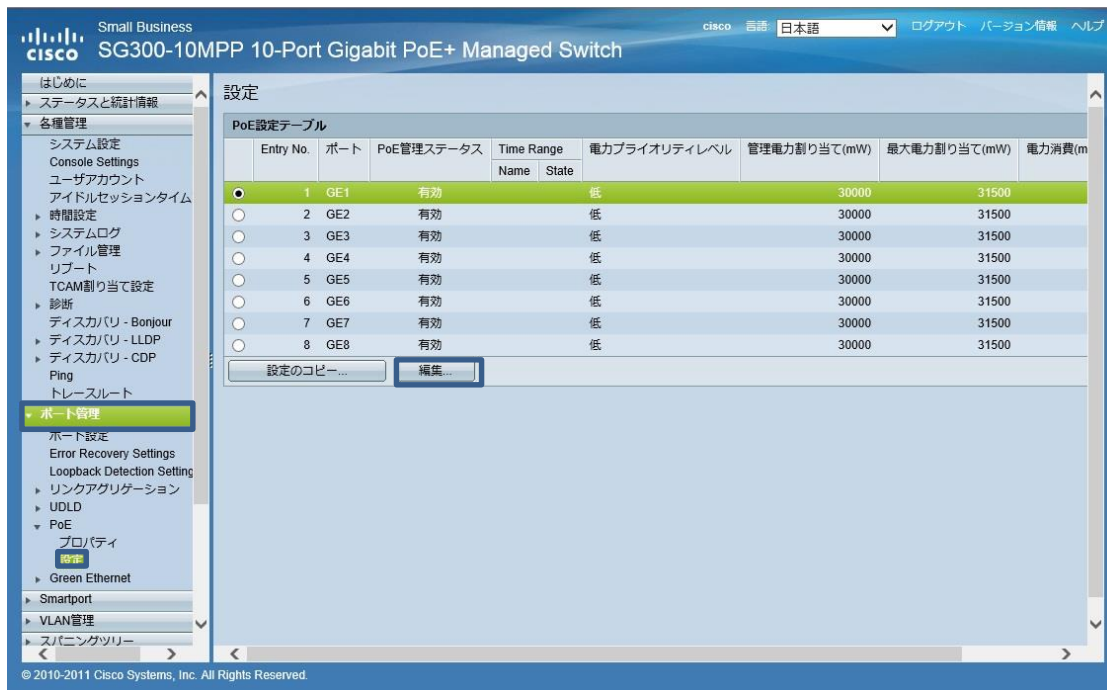 Small Business
cisco 言語 日本語 ログアウト バージョン情報 ヘルプ
cisco SG300-10MPP 10-Port Gigabit PoE+ Managed Switch
はじめに
ステータスと統計情報
各種管理
システム設定
Console Settings
ユーザアカウント
アイドルセッションタイム
時間設定
システムログ
ファイル管理
リブート
TCAM割り当て設定
診断
ディスカバリ - Bonjour
ディスカバリ - LLDP
ディスカバリ - CDP
Ping
トレースルート
ポート管理
ポート設定
Error Recovery Settings
Loopback Detection Setting
リンクアグリゲーション
UDLD
PoE
プロパティ
設定
Green Ethernet
Smartport
VLAN管理
スパニングツリー
設定
PoE設定テーブル
Entry No. ポート PoE管理ステータス Time Range 電力プライオリティレベル 管理電力割り当て(mW) 最大電力割り当て(mW) 電力消費(m
Name State
1 GE1 有効 低 30000 31500
2 GE2 有効 低 30000 31500
3 GE3 有効 低 30000 31500
4 GE4 有効 低 30000 31500
5 GE5 有効 低 30000 31500
6 GE6 有効 低 30000 31500
7 GE7 有効 低 30000 31500
8 GE8 有効 低 30000 31500
設定のコピー... 編集...
© 2010-2011 Cisco Systems, Inc. All Rights Reserved.